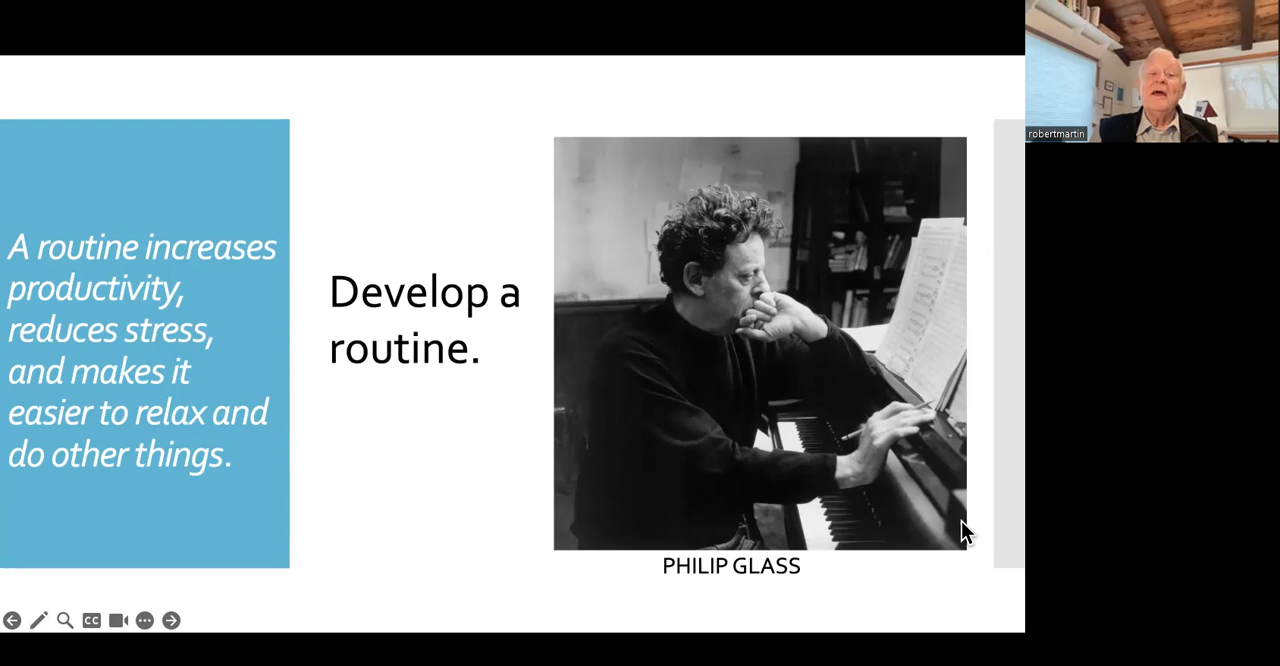 A routine increases
productivity,
reduces stress,
and makes it
easier to relax and
do other things.
Develop a
routine.
PHILIP GLASS
robertmartin
CC